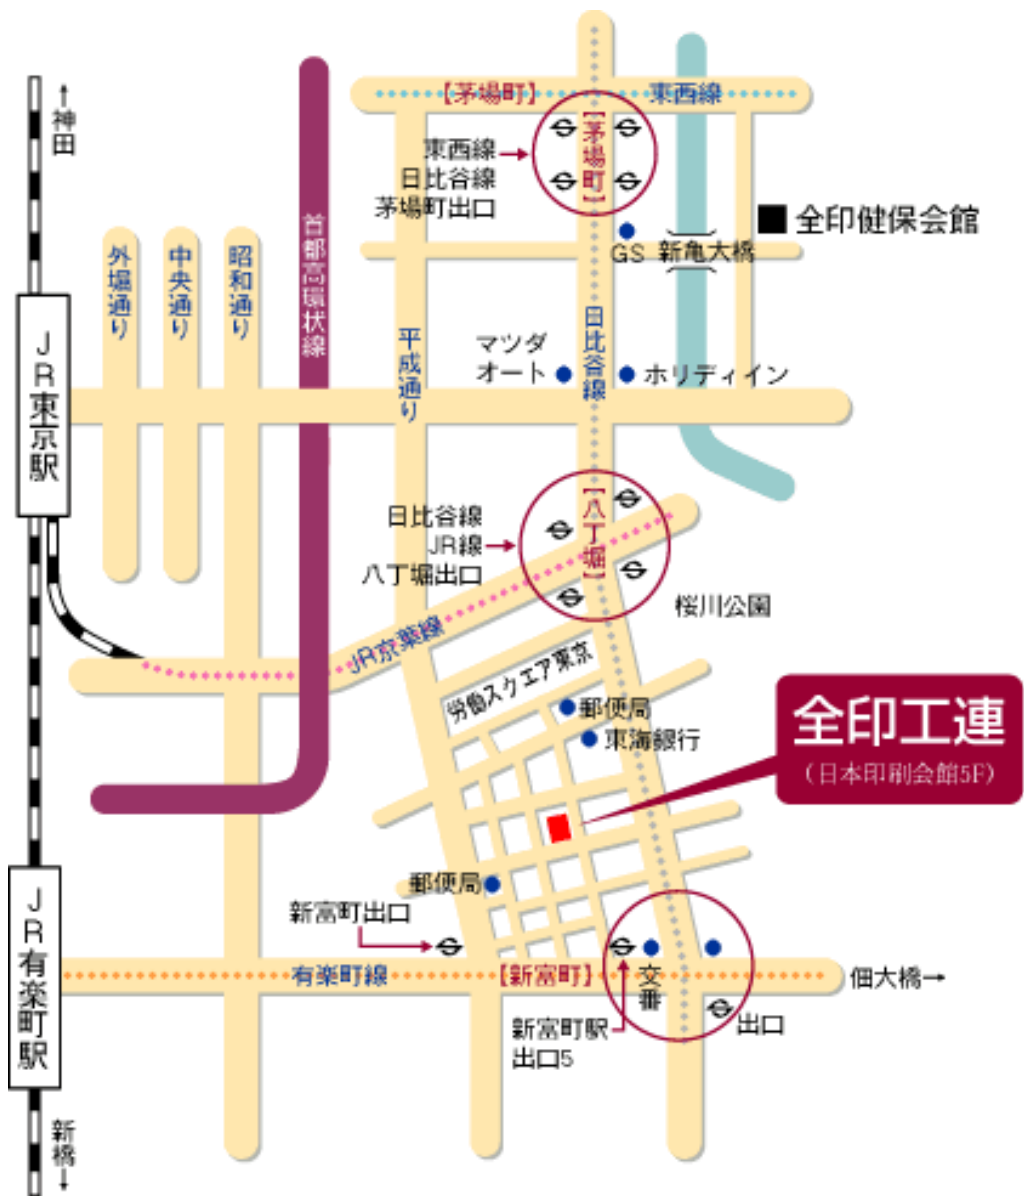 ↑神田
【茅場町】
東西線
【茅場町】
東西線
日比谷線
茅場町出口
全印健保会館
首都高環状線
外堀通り
中央通り
昭和通り
GS
新亀大橋
JR東京駅
平成通り
日比谷線
マツダ
オート
ホリディイン
【八丁堀】
日比谷線
JR線
八丁堀出口
桜川公園
JR京葉線
労働スクエア東京
郵便局
東海銀行
全印工連
（日本印刷会館5F）
郵便局
新富町出口
JR有楽町駅
有楽町線
【新富町】
交番
佃大橋→
新富町駅
出口5
出口
新橋↓